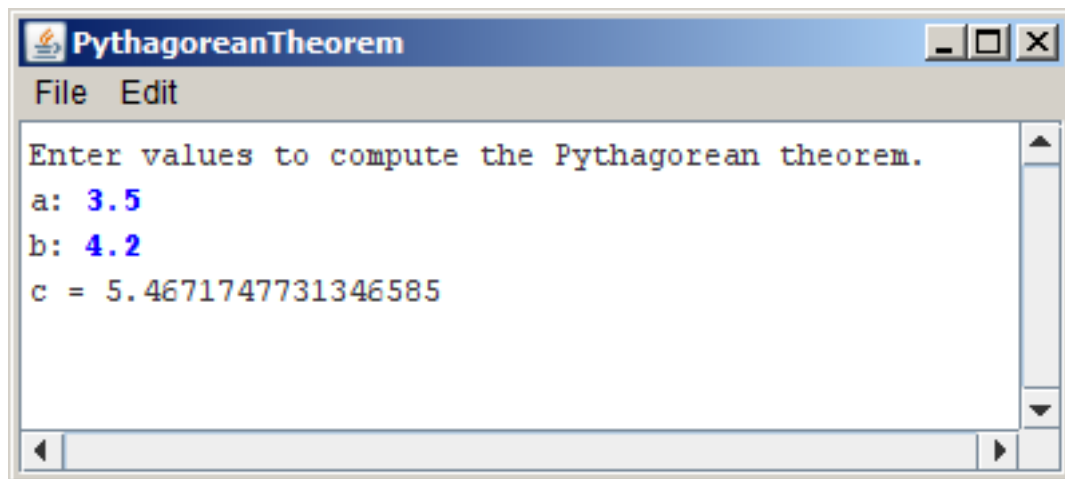 PythagoreanTheorem
File Edit
Enter values to compute the Pythagorean theorem.
a: 3.5
b: 4.2
c = 5.4671747731346585